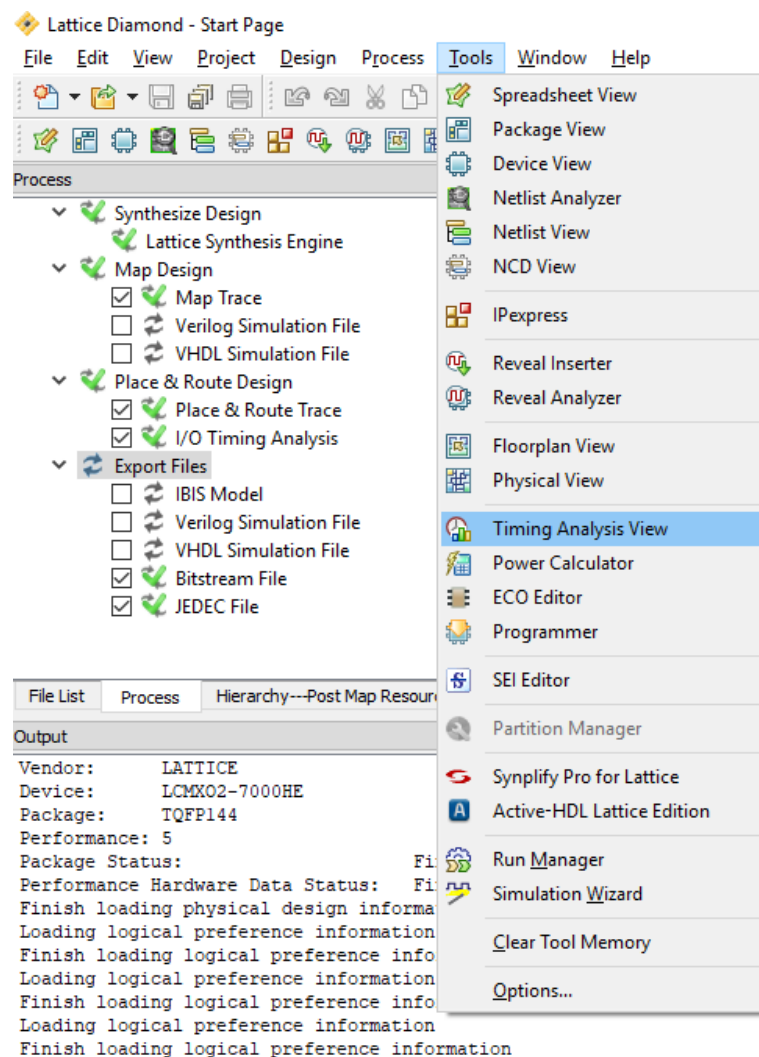 Lattice Diamond - Start Page
File Edit View Project Design Process Tools Window Help
Process
Synthesize Design
Lattice Synthesis Engine
Map Design
Map Trace
Verilog Simulation File
VHDL Simulation File
Place & Route Design
Place & Route Trace
I/O Timing Analysis
Export Files
IBIS Model
Verilog Simulation File
VHDL Simulation File
Bitstream File
JEDEC File
Spreadsheet View
Package View
Device View
Netlist Analyzer
Netlist View
NCD View
IPexpress
Reveal Inserter
Reveal Analyzer
Floorplan View
Physical View
Timing Analysis View
Power Calculator
ECO Editor
Programmer
SEI Editor
Partition Manager
Synplify Pro for Lattice
Active-HDL Lattice Edition
Run Manager
Simulation Wizard
Clear Tool Memory
Options...
File List Process Hierarchy---Post Map Resour
Output
Vendor: LATTICE
Device: LCMXO2-7000HE
Package: TQFP144
Performance: 5
Package Status: Fi
Performance Hardware Data Status: Fi
Finish loading physical design informa
Loading logical preference information
Finish loading logical preference info
Loading logical preference information
Finish loading logical preference info
Loading logical preference information
Finish loading logical preference information